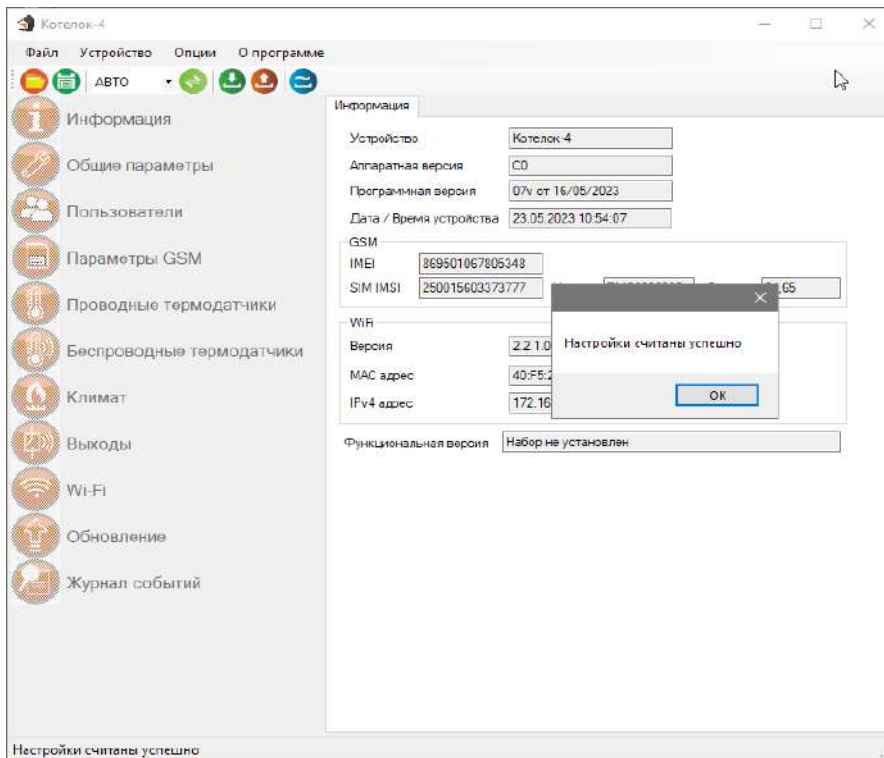 Котелок-4
Файл Устройство Опции О программе
АВТО
Информация
Общие параметры
Пользователи
Параметры GSM
Проводные термодатчики
Беспроводные термодатчики
Климат
Выходы
Wi-Fi
Обновление
Журнал событий
Информация
Устройство Котелок-4
Аппаратная версия C0
Программная версия 07v от 16/05/2023
Дата / Время устройства 23.05.2023 10:54:07
GSM
IMEI 869501067805348
SIM IMSI 250015603373777
WiFi
Версия 2.2.1.0
MAC адрес 40:F5:2
IPv4 адрес 172.16
Функциональная версия Набор не установлен
Настройки считаны успешно
OK
Настройки считаны успешно